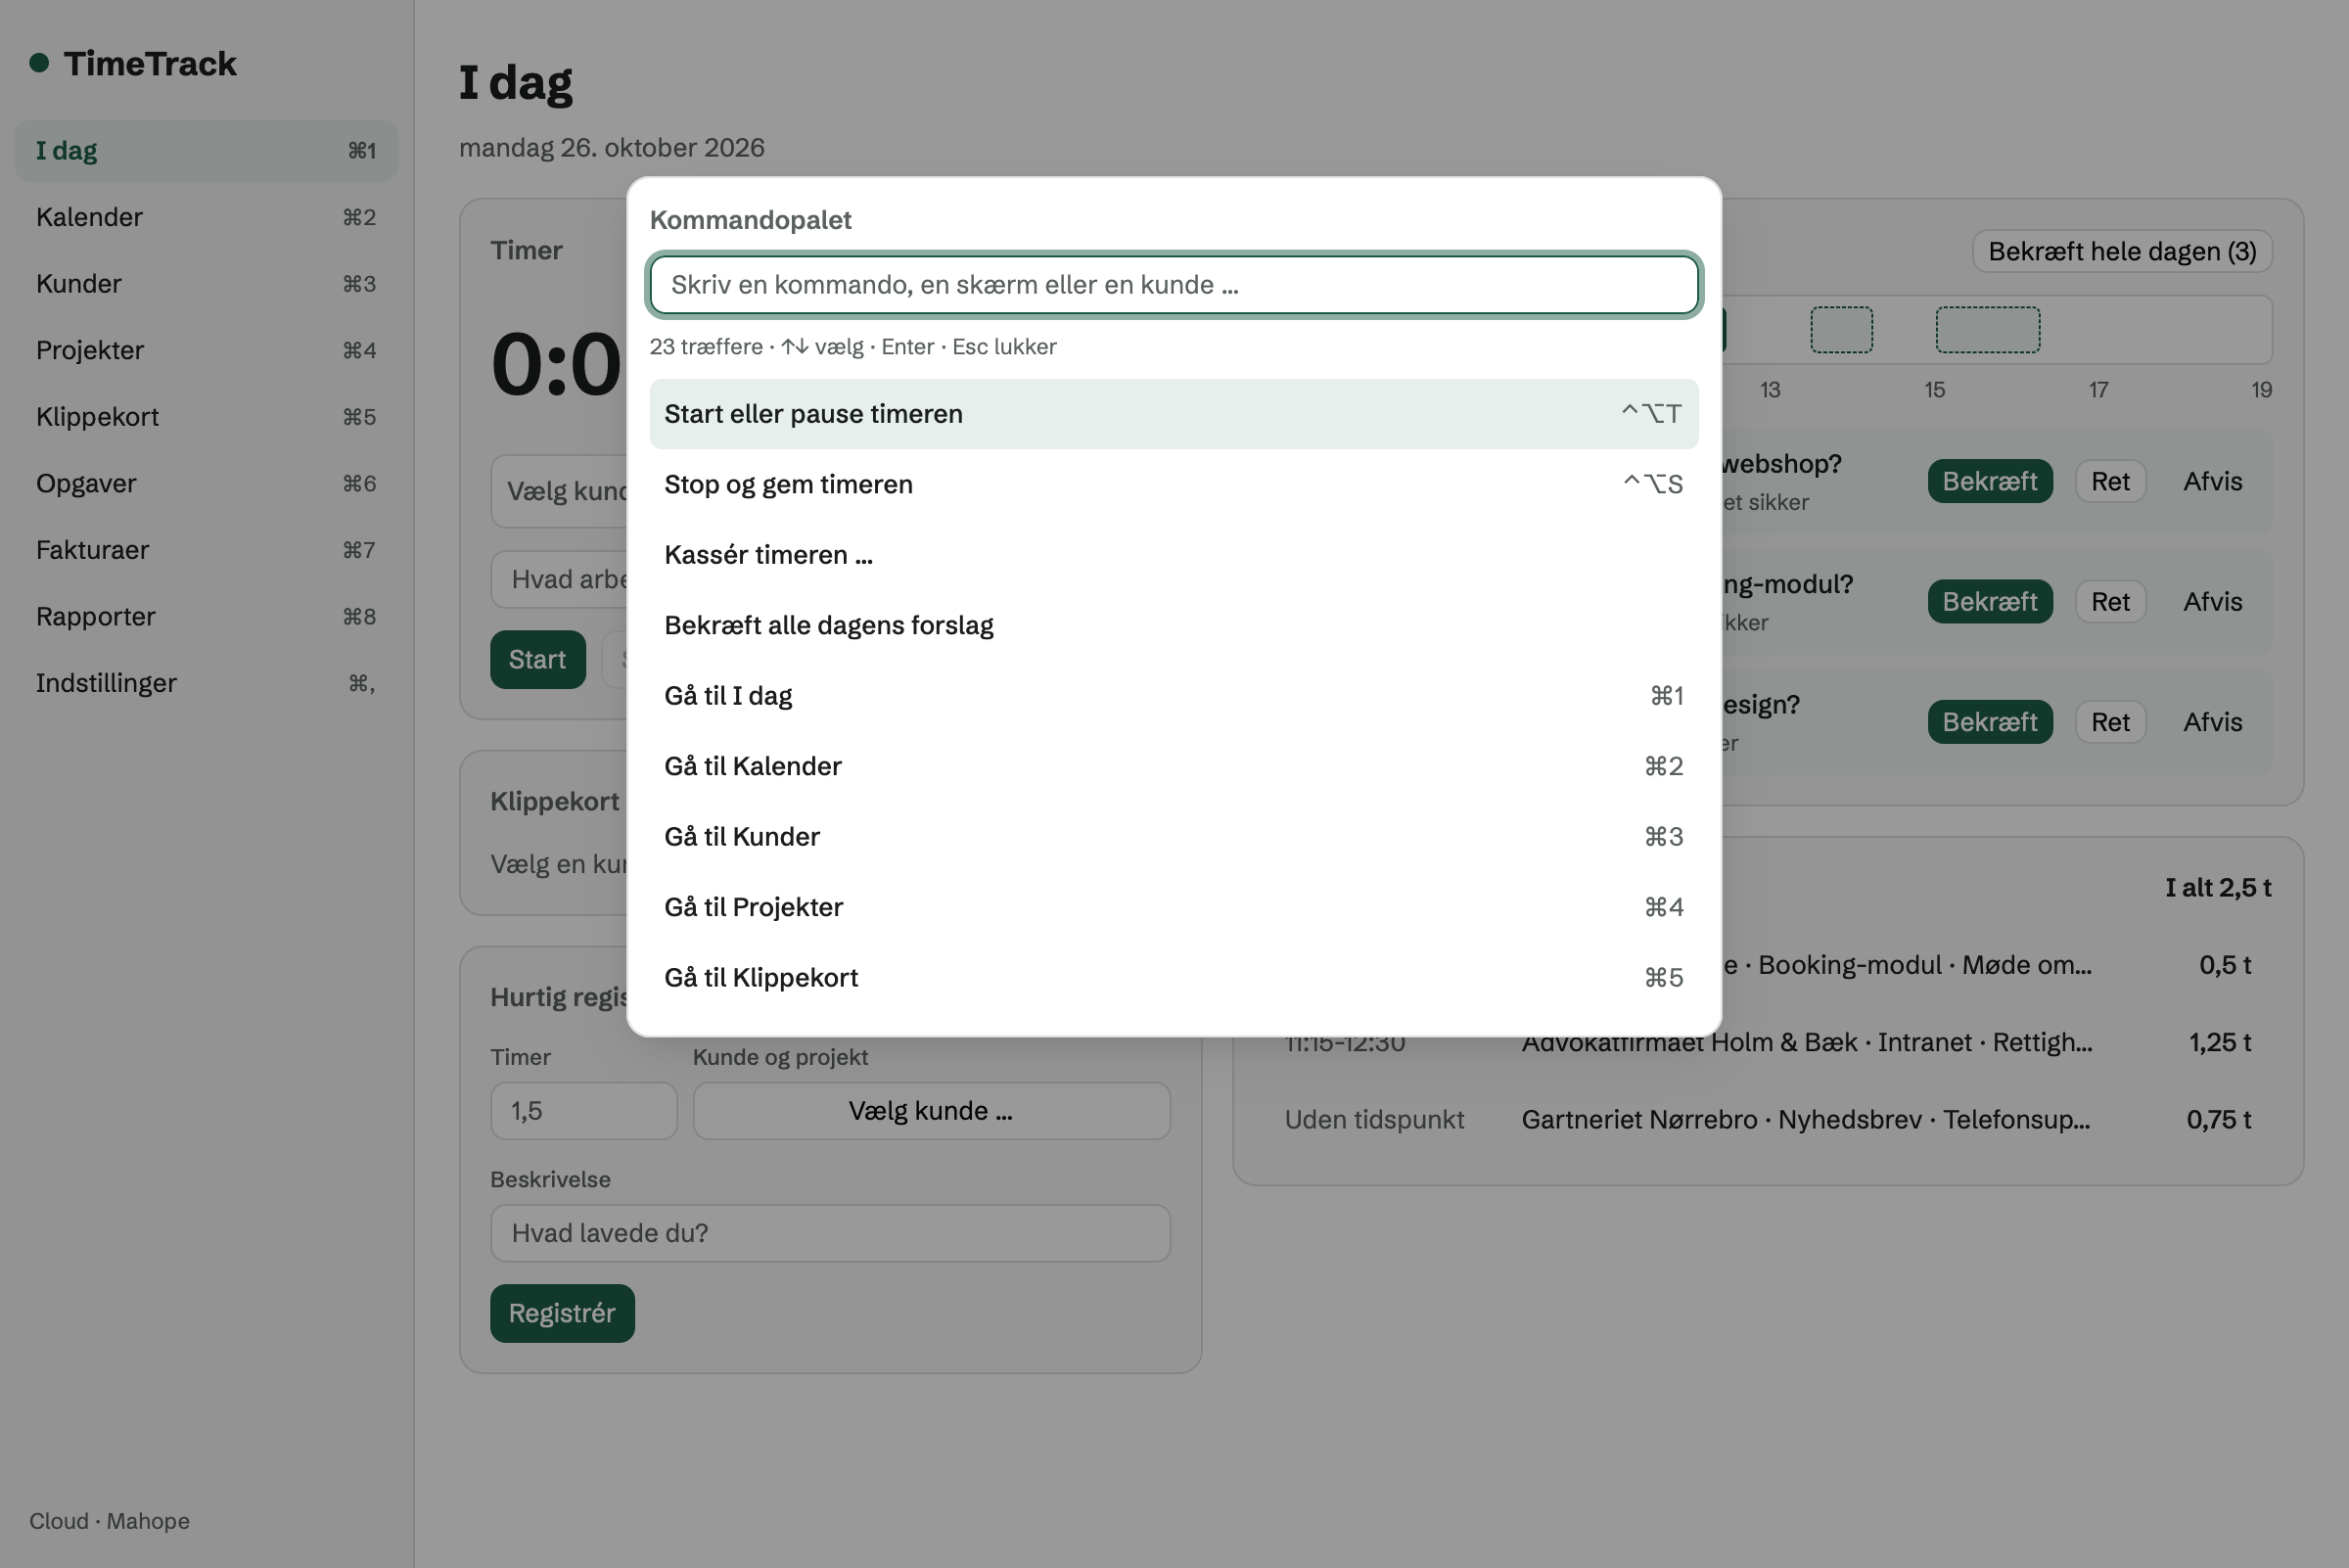 TimeTrack
I dag ⌘1
Kalender ⌘2
Kunder ⌘3
Projekter ⌘4
Klippekort ⌘5
Opgaver ⌘6
Fakturaer ⌘7
Rapporter ⌘8
Indstillinger ⌘,
Cloud · Mahope
I dag
mandag 26. oktober 2026
Timer
0:0
Vælg
Hvad
Start
Klippekort
Vælg en
Hurtig
Timer
Kunde og projekt
1,5
Vælg kunde ...
Beskrivelse
Hvad lavede du?
Registrér
Kommandopalet
Skriv en kommando, en skærm eller en kunde ...
23 træffere · ↑↓ vælg · Enter · Esc lukker
Start eller pause timeren ^⌥T
Stop og gem timeren ^⌥S
Kassér timeren ...
Bekræft alle dagens forslag
Gå til I dag ⌘1
Gå til Kalender ⌘2
Gå til Kunder ⌘3
Gå til Projekter ⌘4
Gå til Klippekort ⌘5
Bekræft hele dagen (3)
13 15 17 19
webshop?
sikker
Bekræft Ret Afvis
ng-modul?
Bekræft Ret Afvis
Bekræft Ret Afvis
I alt 2,5 t
· Booking-modul · Møde om... 0,5 t
11:15–12:30 Advokatfirmaet Holm & Bæk · Intranet · Rettigh... 1,25 t
Uden tidspunkt Gartneriet Nørrebro · Nyhedsbrev · Telefonsup... 0,75 t